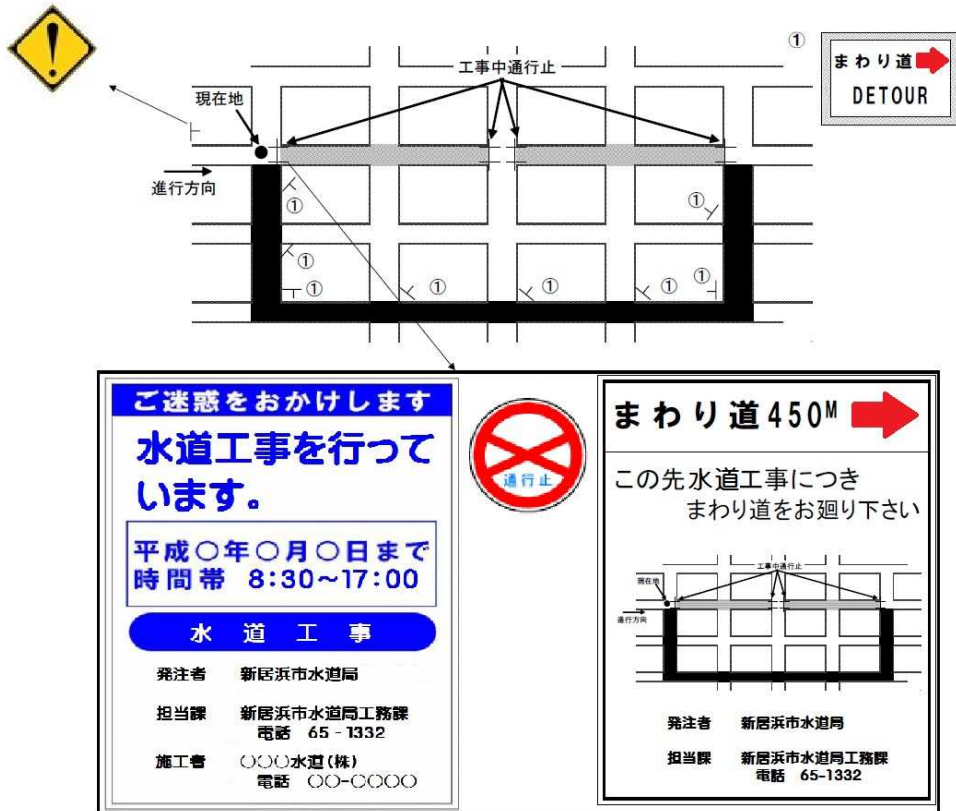 !
①
まわり道
DETOUR
工事中通行止
現在地
進行方向
①
①
①
①
①
①
①
①
ご迷惑をおかけします
水道工事を行って
います。
平成〇年〇月〇日まで
時間帯 8:30～17:00
水道工事
発注者 新居浜市水道局
担当課 新居浜市水道局工務課
電話 65-1332
施工者 〇〇〇水道(株)
電話 〇〇-〇〇〇〇
通行止
まわり道450M
この先水道工事につき
まわり道をお廻り下さい
工事中通行止
現在地
進行方向
発注者 新居浜市水道局
担当課 新居浜市水道局工務課
電話 65-1332